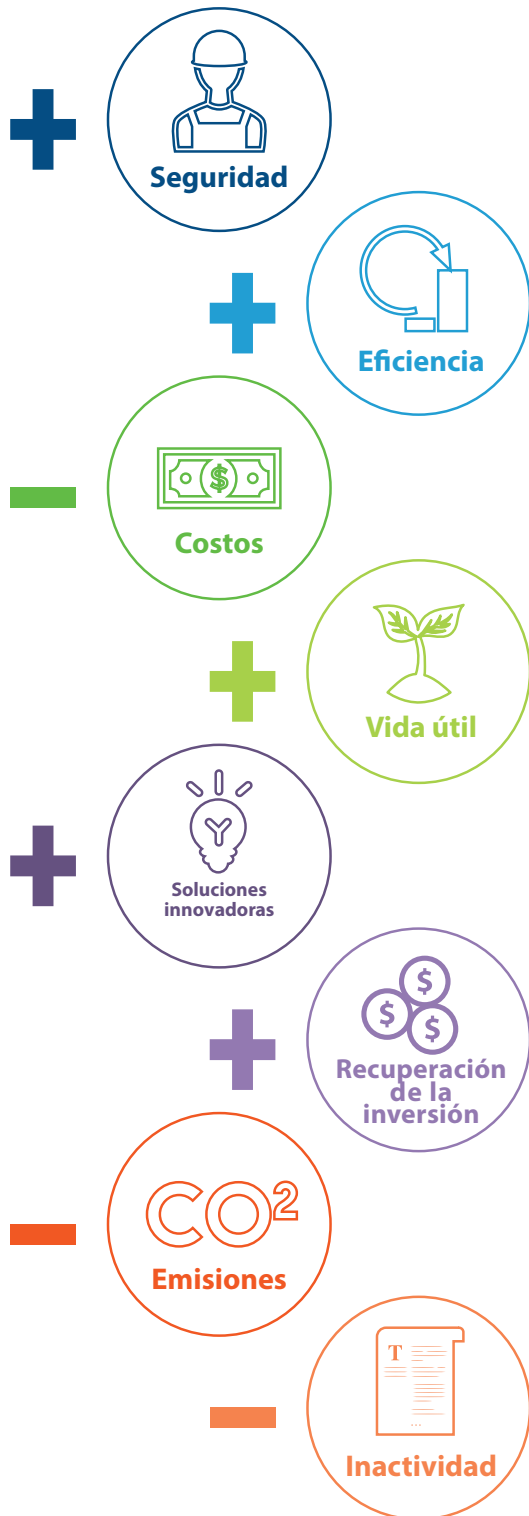 +
Seguridad
+
Eficiencia
−
$
Costos
+
Vida útil
+
Soluciones
innovadoras
+
$
$ $
Recuperación
de la
inversión
−
CO²
Emisiones
−
T
...
Inactividad